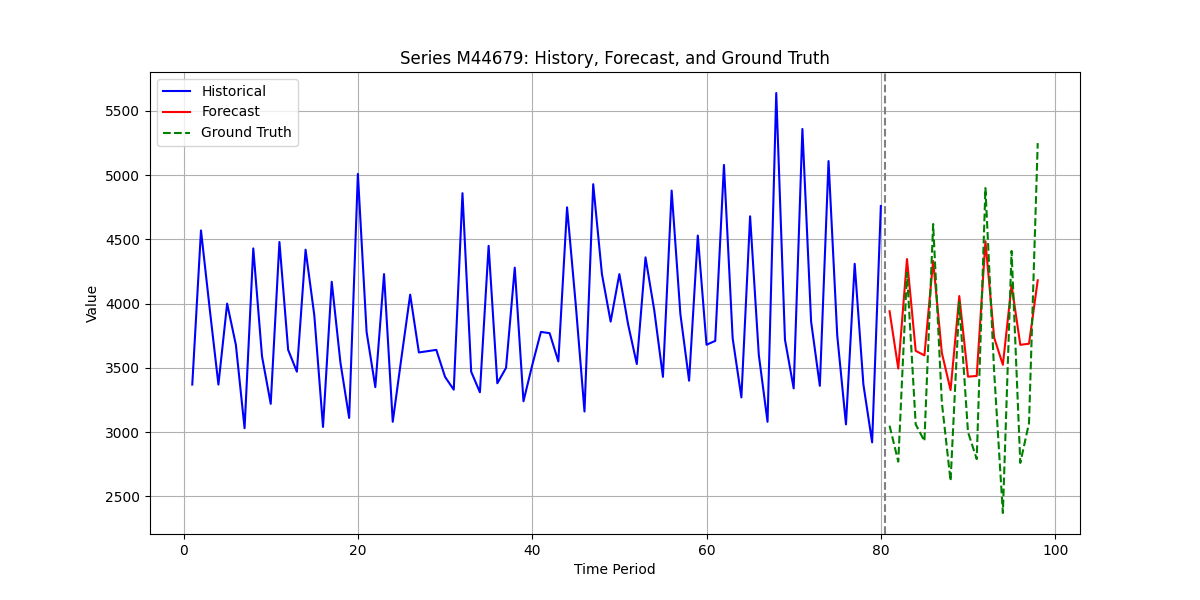 Series M44679: History, Forecast, and Ground Truth
Historical
Forecast
Ground Truth
5500
5000
4500
4000
3500
3000
2500
Value
0 20 40 60 80 100
Time Period